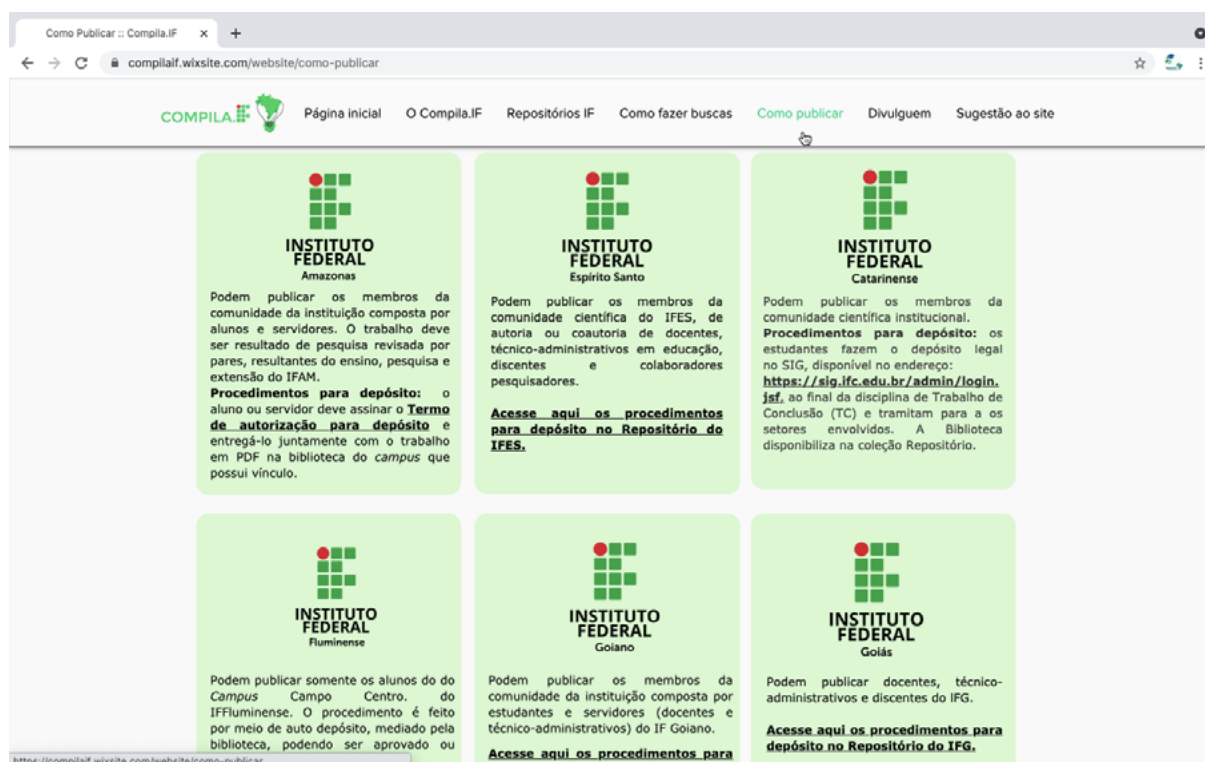 Como Publicar :: Compila.IF
compilaif.wixsite.com/website/como-publicar
COMPILA.IF
Página inicial O Compila.IF Repositórios IF Como fazer buscas Como publicar Divulguem Sugestão ao site
INSTITUTO
FEDERAL
Amazonas
Podem publicar os membros da
comunidade da instituição composta por
alunos e servidores. O trabalho deve
ser resultado de pesquisa revisada por
pares, resultantes do ensino, pesquisa e
extensão do IFAM.
Procedimentos para depósito: o
aluno ou servidor deve assinar o Termo
de autorização para depósito e
entregá-lo juntamente com o trabalho
em PDF na biblioteca do campus que
possui vínculo.
INSTITUTO
FEDERAL
Espírito Santo
Podem publicar os membros da
comunidade científica do IFES, de
autoria ou coautoria de docentes,
técnico-administrativos em educação,
discentes e colaboradores
pesquisadores.
Acesse aqui os procedimentos
para depósito no Repositório do
IFES.
INSTITUTO
FEDERAL
Catarinense
Podem publicar os membros da
comunidade científica institucional.
Procedimentos para depósito: os
estudantes fazem o depósito legal
no SIG, disponível no endereço:
https://sig.ifc.edu.br/admin/login.
jsf, ao final da disciplina de Trabalho de
Conclusão (TC) e tramitam para a os
setores envolvidos. A Biblioteca
disponibiliza na coleção Repositório.
INSTITUTO
FEDERAL
Fluminense
Podem publicar somente os alunos do do
Campus Campo Centro. do
IFFluminense. O procedimento é feito
por meio de auto depósito, mediado pela
biblioteca, podendo ser aprovado ou
INSTITUTO
FEDERAL
Goiano
Podem publicar os membros da
comunidade da instituição composta por
estudantes e servidores (docentes e
técnico-administrativos) do IF Goiano.
Acesse aqui os procedimentos para
INSTITUTO
FEDERAL
Goiás
Podem publicar docentes, técnico-
administrativos e discentes do IFG.
Acesse aqui os procedimentos para
depósito no Repositório do IFG.
https://compilaif.wixsite.com/website/como-publicar